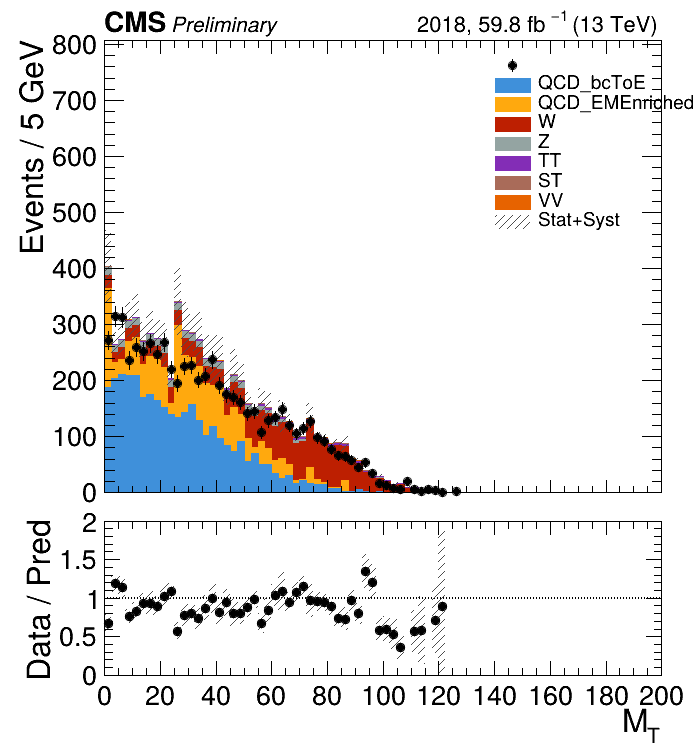 CMS Preliminary 2018, 59.8 fb⁻¹ (13 TeV)
Events / 5 GeV
800
700
600
500
400
300
200
100
0
QCD_bcToE
QCD_EMEnriched
W
Z
TT
ST
VV
Stat+Syst
Data / Pred
2
1.5
1
0.5
0
0 20 40 60 80 100 120 140 160 180 200
M_T